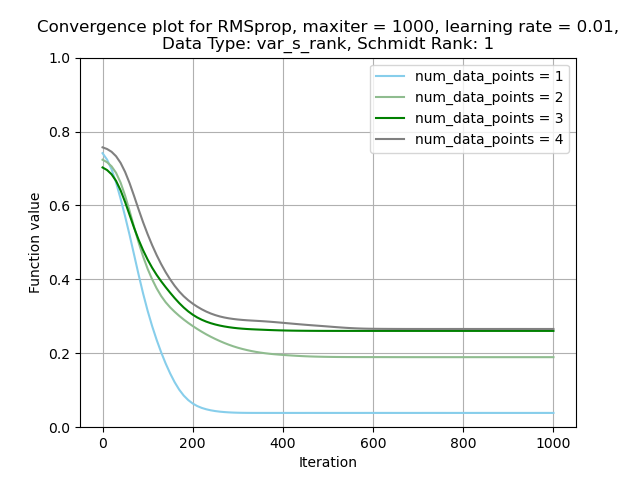 Convergence plot for RMSprop, maxiter = 1000, learning rate = 0.01,
Data Type: var_s_rank, Schmidt Rank: 1
num_data_points = 1
num_data_points = 2
num_data_points = 3
num_data_points = 4
Function value
1.0
0.8
0.6
0.4
0.2
0.0
0 200 400 600 800 1000
Iteration